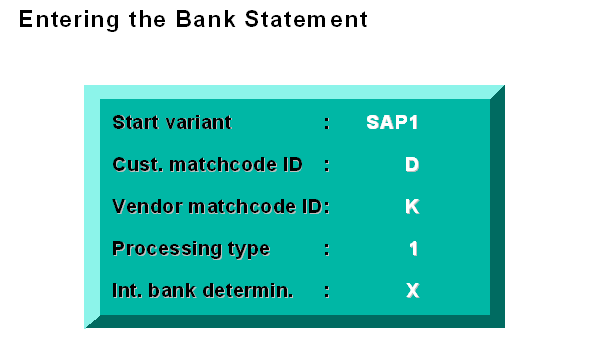 Entering the Bank Statement
Start variant : SAP1
Cust. matchcode ID : D
Vendor matchcode ID: K
Processing type : 1
Int. bank determin. : X